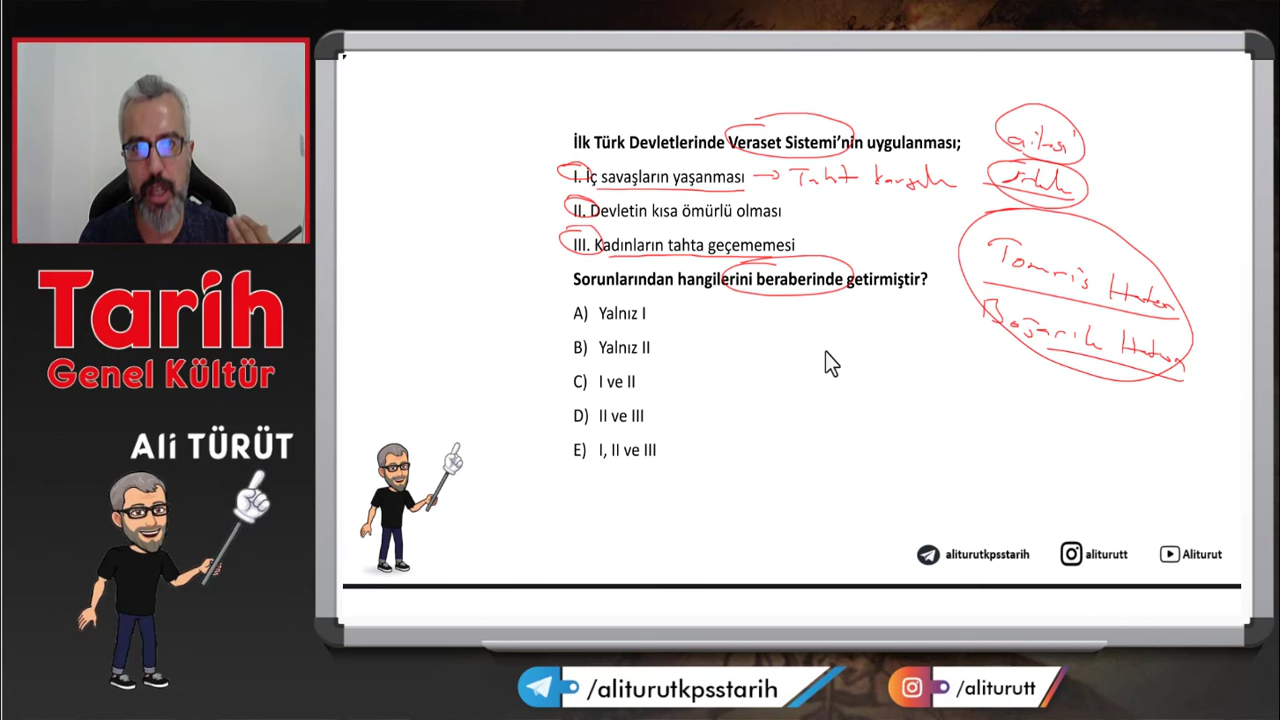 İlk Türk Devletlerinde Veraset Sistemi'nin uygulanması;
I. İç savaşların yaşanması → Taht kavgaları
II. Devletin kısa ömürlü olması
III. Kadınların tahta geçememesi
Sorunlarından hangilerini beraberinde getirmiştir?
A) Yalnız I
B) Yalnız II
C) I ve II
D) II ve III
E) I, II ve III
Tomris Hatun
Boğarık Hatun
Tarih
Genel Kültür
Ali TÜRÜT
aliturutkpsstarih
aliturutt
Aliturut
/aliturutkpsstarih
/aliturutt